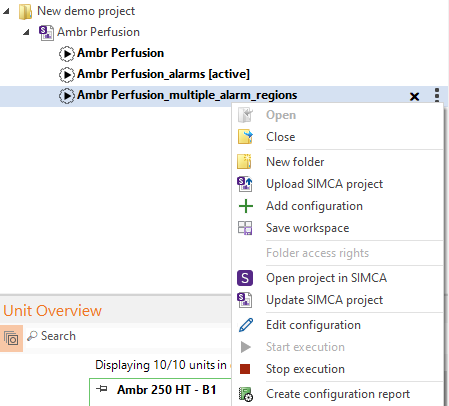 New demo project
Ambr Perfusion
Ambr Perfusion
Ambr Perfusion_alarms [active]
Ambr Perfusion_multiple_alarm_regions
Open
Close
New folder
Upload SIMCA project
Add configuration
Save workspace
Folder access rights
Open project in SIMCA
Update SIMCA project
Edit configuration
Start execution
Stop execution
Create configuration report
Unit Overview
Search
Displaying 10/10 units in
Ambr 250 HT - B1